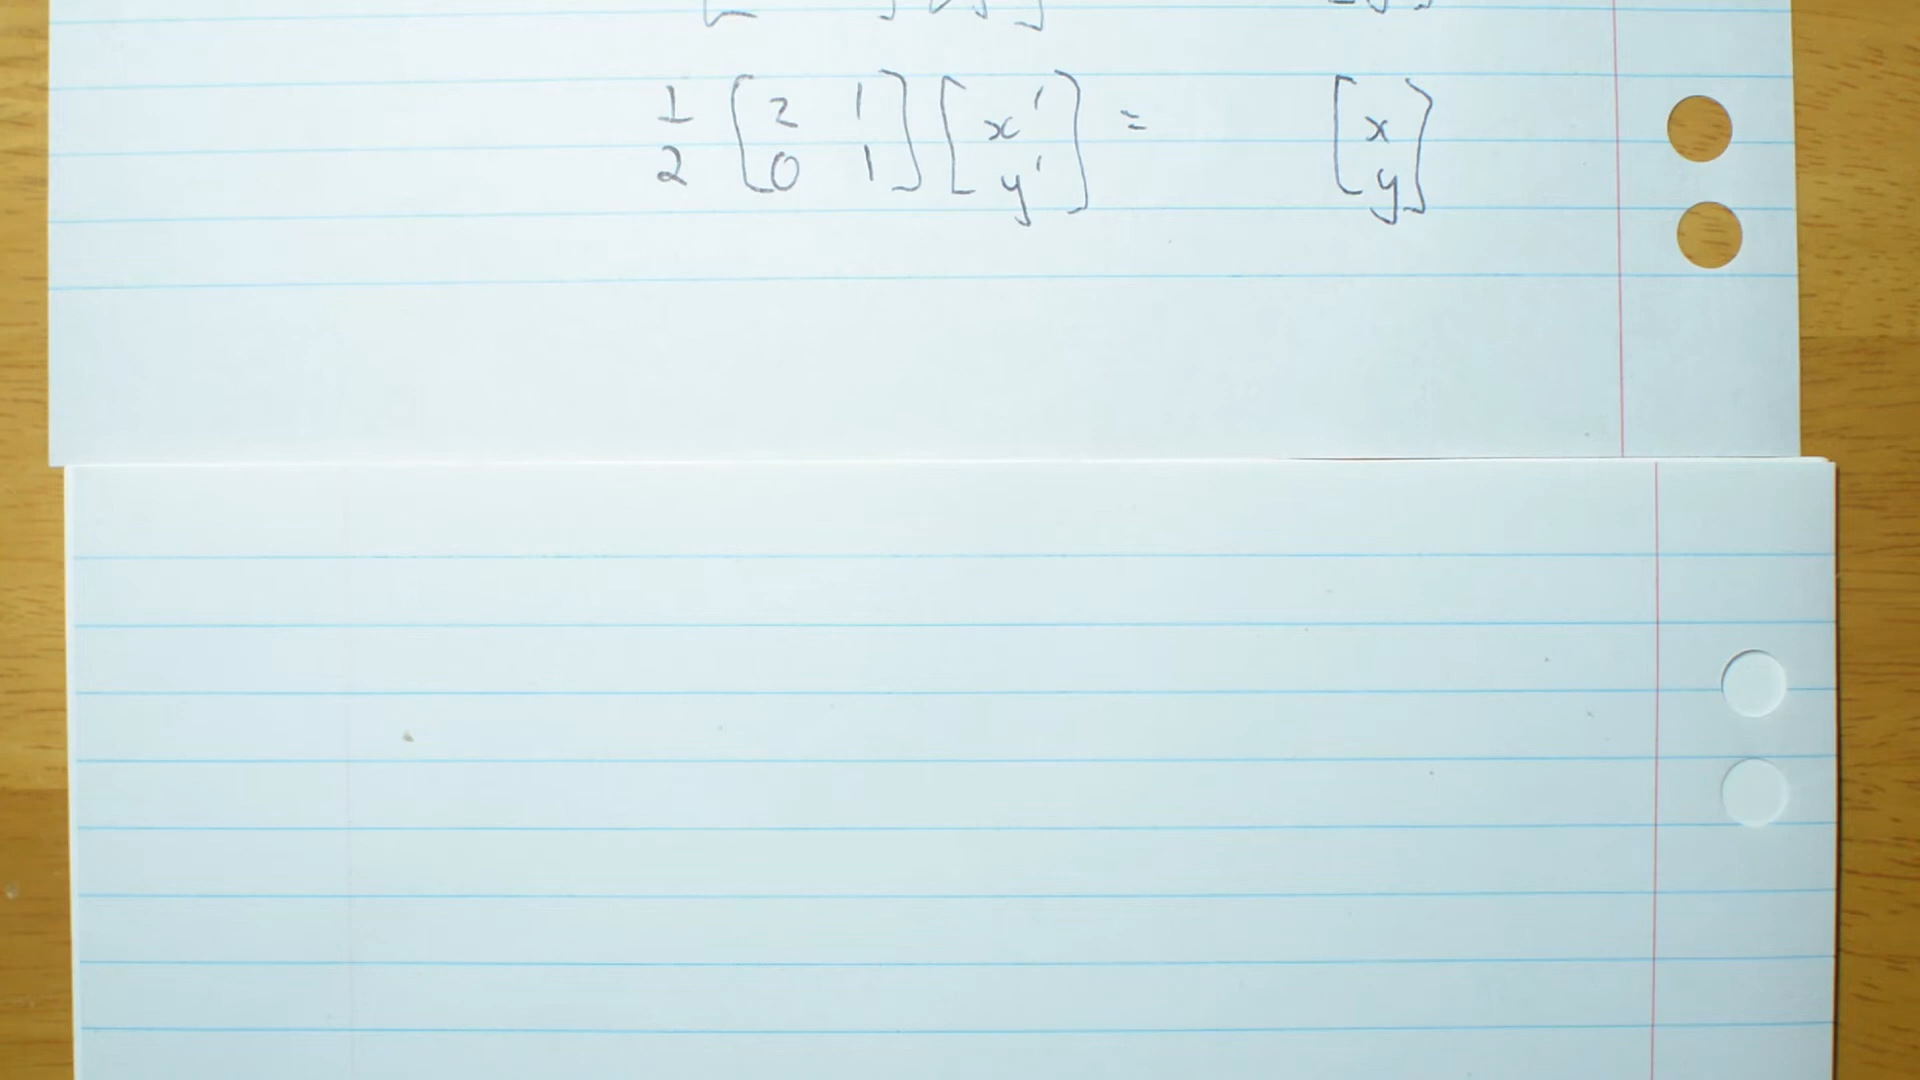 1 [2 1] [x'] = [x]
2 [0 1] [y'] [y]